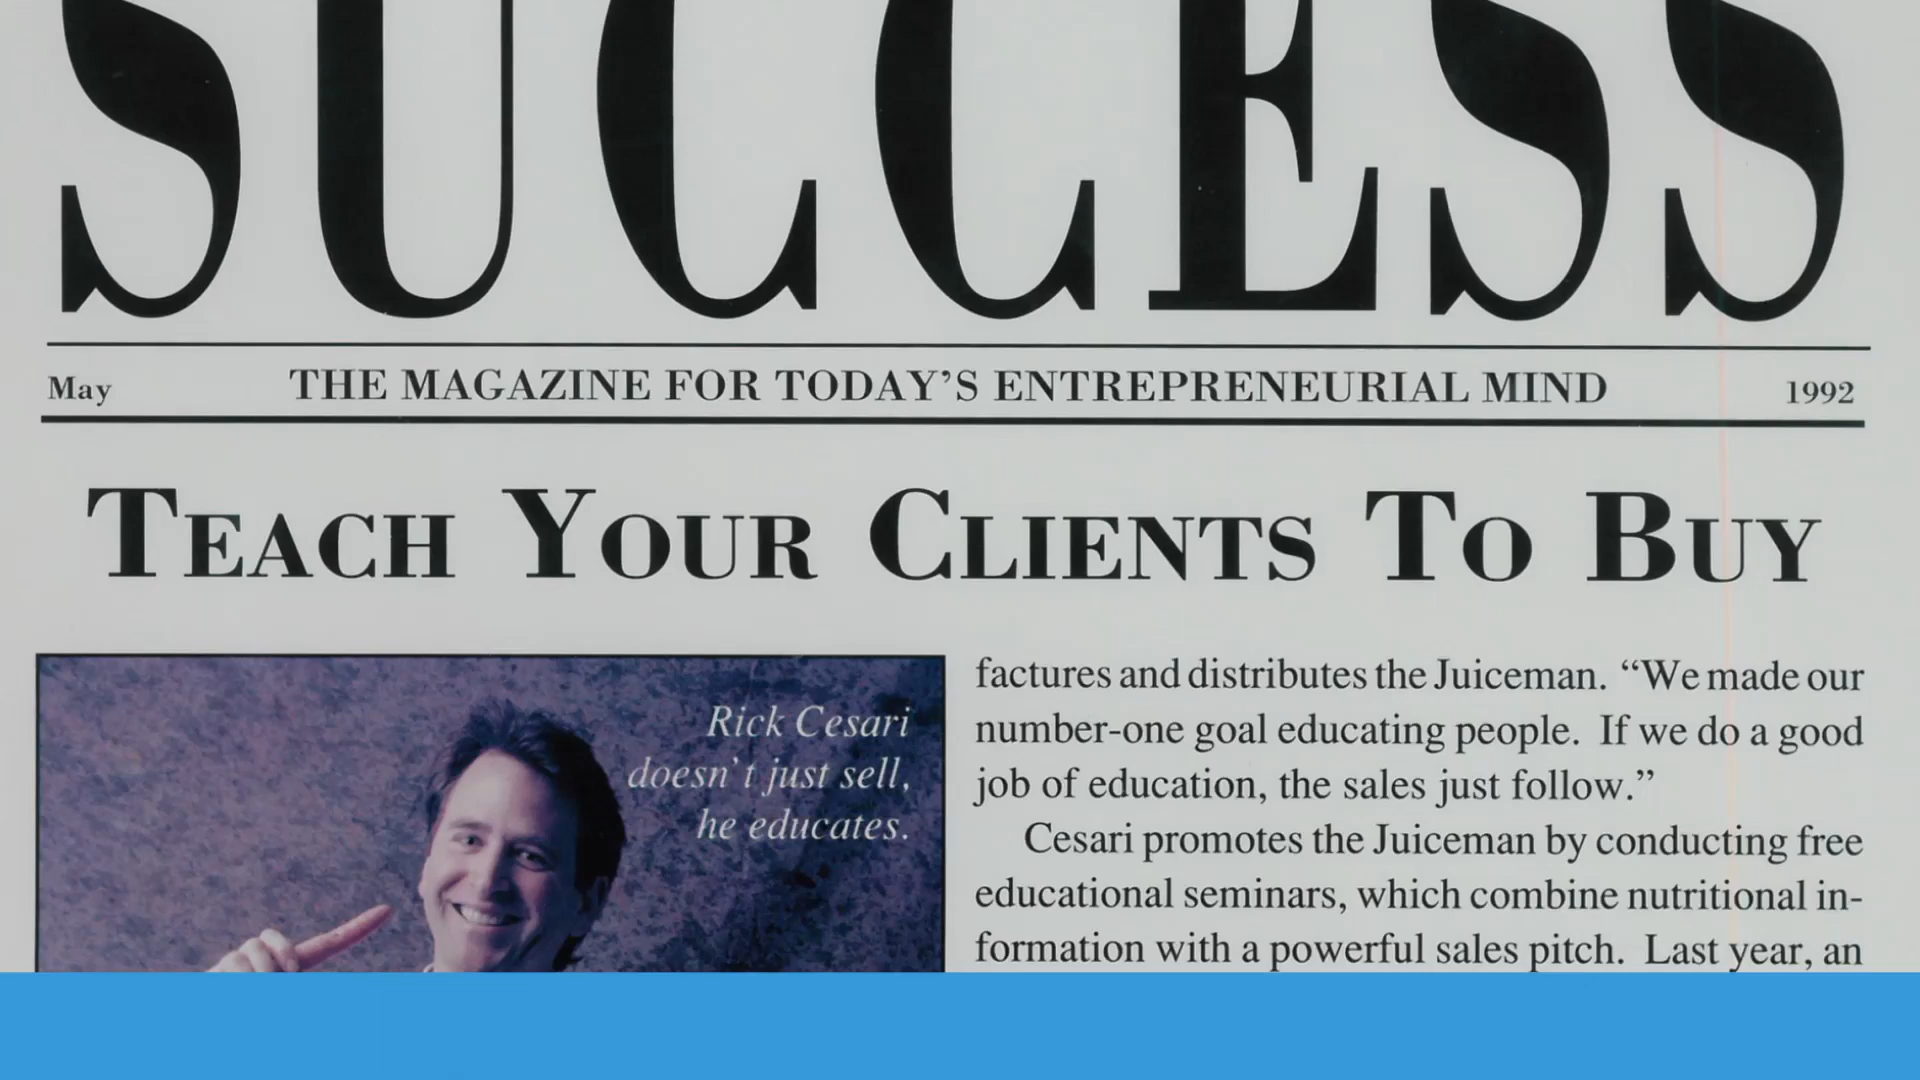 SUCCESS
May THE MAGAZINE FOR TODAY'S ENTREPRENEURIAL MIND 1992
TEACH YOUR CLIENTS TO BUY
Rick Cesari
doesn't just sell,
he educates.
factures and distributes the Juiceman. “We made our
number-one goal educating people. If we do a good
job of education, the sales just follow.”
Cesari promotes the Juiceman by conducting free
educational seminars, which combine nutritional in-
formation with a powerful sales pitch. Last year, an